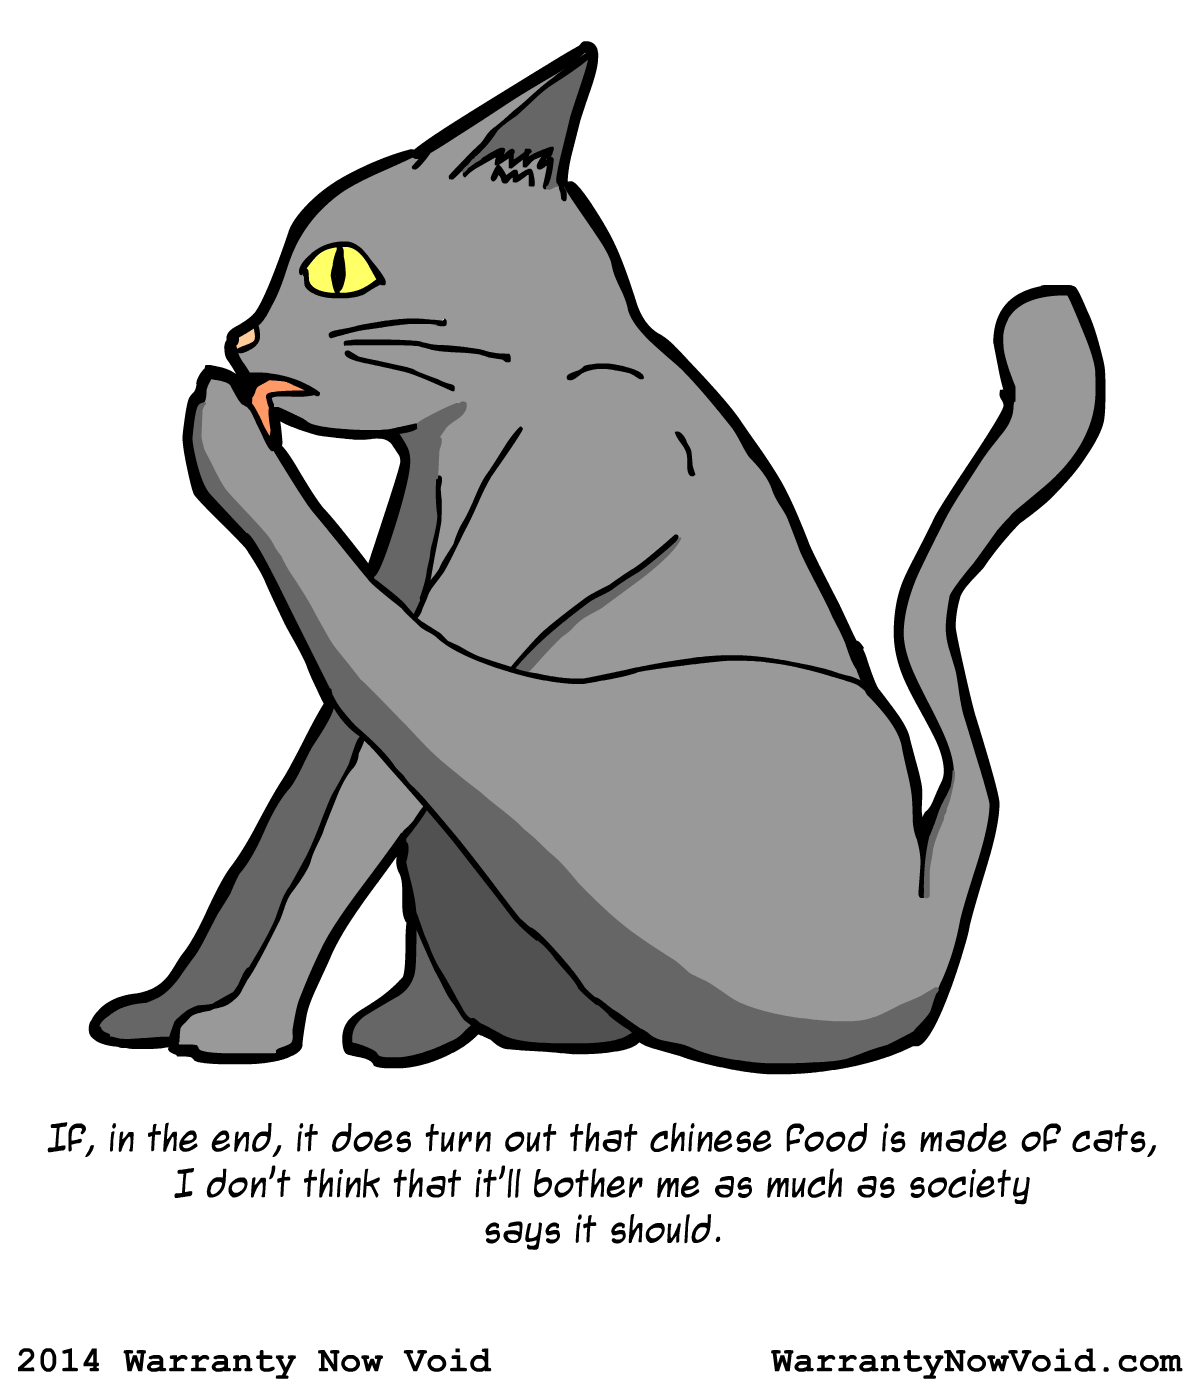 If, in the end, it does turn out that chinese food is made of cats,
I don't think that it'll bother me as much as society
says it should.
2014 Warranty Now Void
WarrantyNowVoid.com